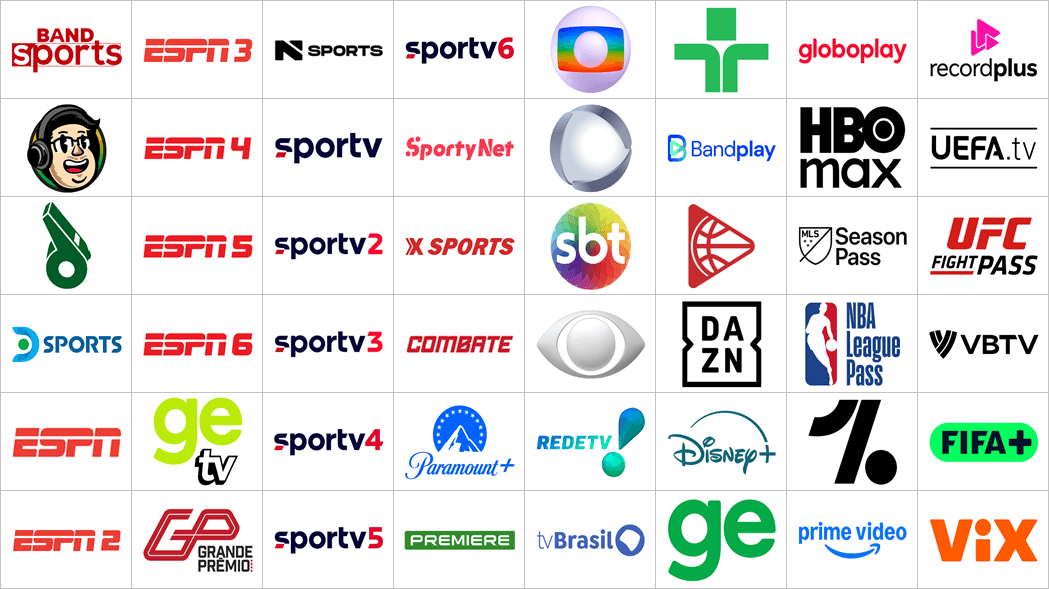 BAND
sports
ESPN 3
N SPORTS
sportv6
globoplay
recordplus
ESPN 4
sportv
SportyNet
Bandplay
HBO
max
UEFA.tv
ESPN 5
sportv2
X SPORTS
sbt
MLS
Season
Pass
UFC
FIGHT PASS
D SPORTS
ESPN 6
sportv3
COMBATE
DA
ZN
NBA
League
Pass
VBTV
ESPN
ge
tv
sportv4
Paramount+
REDETV!
Disney+
1
FIFA+
ESPN 2
GP
GRANDE
PRÊMIO
sportv5
PREMIERE
tvBrasil
ge
prime video
ViX